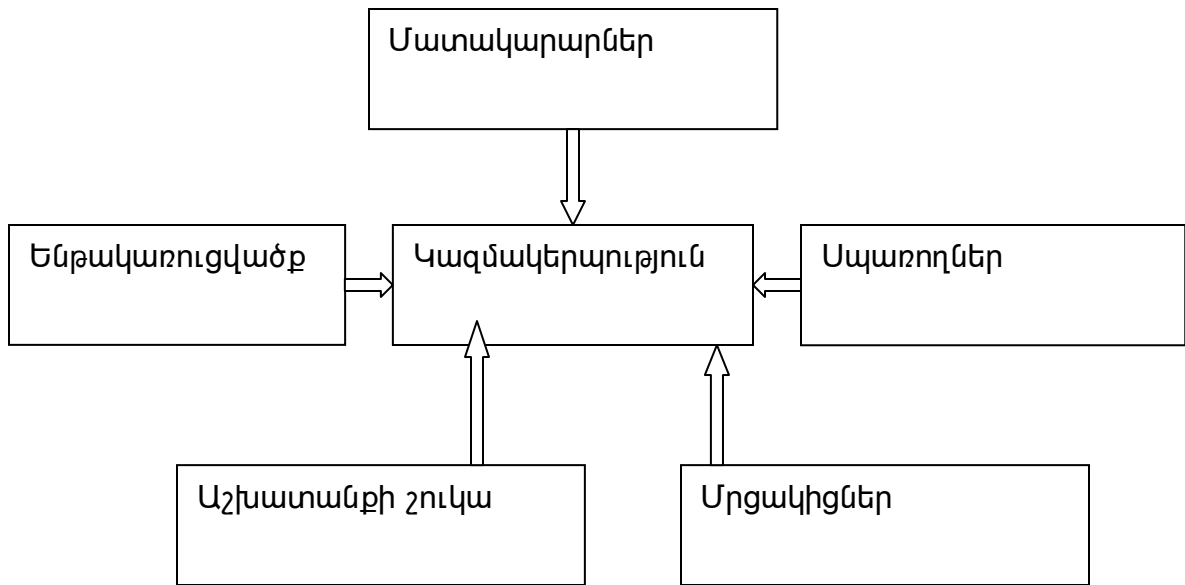 Մատակարարներ
Ենթակառուցվածք
Կազմակերպություն
Սպառողներ
Աշխատանքի շուկա
Մրցակիցներ